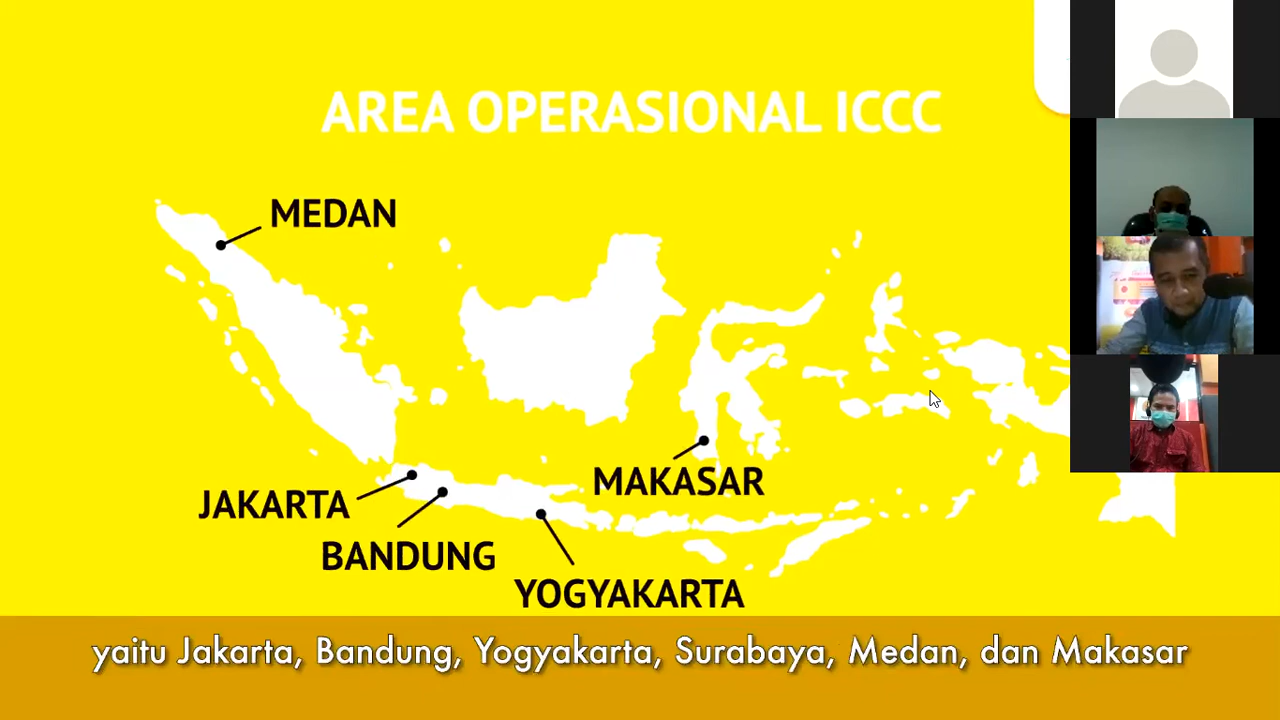 AREA OPERASIONAL ICCC
MEDAN
MAKASAR
JAKARTA
BANDUNG
YOGYAKARTA
yaitu Jakarta, Bandung, Yogyakarta, Surabaya, Medan, dan Makasar